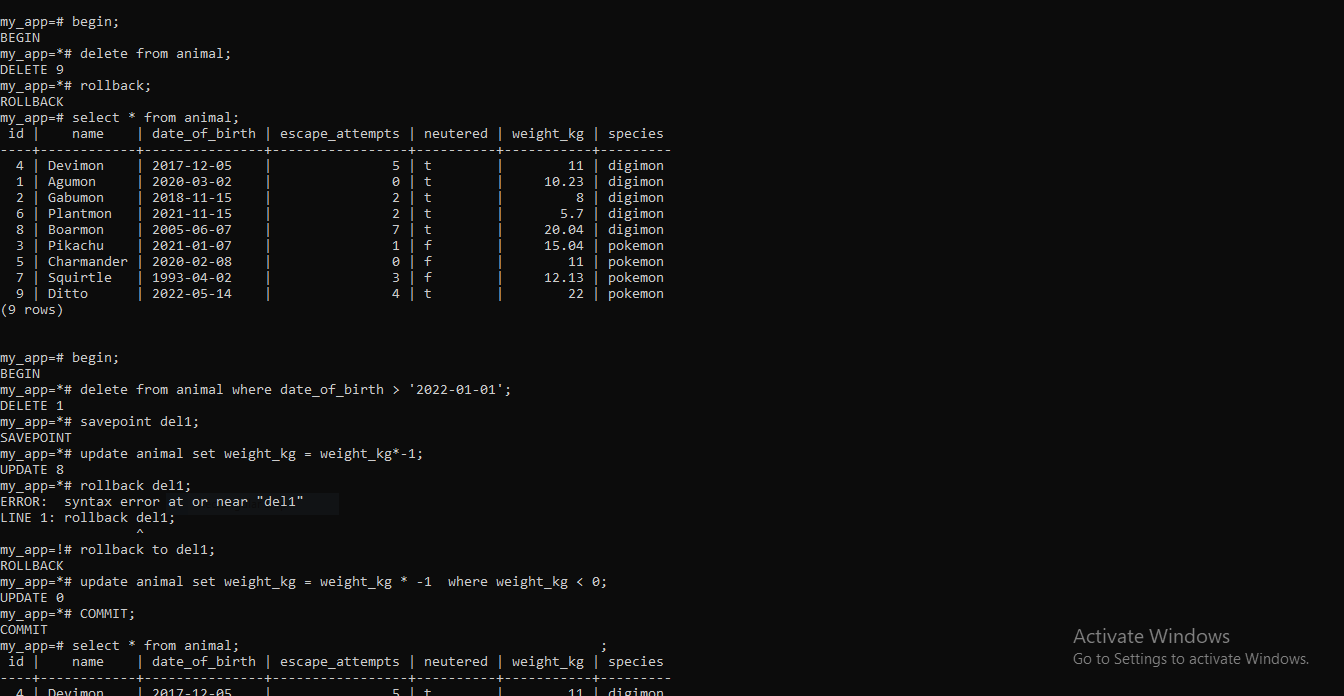 my_app=# begin;
BEGIN
my_app=*# delete from animal;
DELETE 9
my_app=*# rollback;
ROLLBACK
my_app=# select * from animal;
 id |    name    | date_of_birth | escape_attempts | neutered | weight_kg | species
----+------------+---------------+-----------------+----------+-----------+---------
  4 | Devimon    | 2017-12-05    |               5 | t        |        11 | digimon
  1 | Agumon     | 2020-03-02    |               0 | t        |     10.23 | digimon
  2 | Gabumon    | 2018-11-15    |               2 | t        |         8 | digimon
  6 | Plantmon   | 2021-11-15    |               2 | t        |       5.7 | digimon
  8 | Boarmon    | 2005-06-07    |               7 | t        |     20.04 | digimon
  3 | Pikachu    | 2021-01-07    |               1 | f        |     15.04 | pokemon
  5 | Charmander | 2020-02-08    |               0 | f        |        11 | pokemon
  7 | Squirtle   | 1993-04-02    |               3 | f        |     12.13 | pokemon
  9 | Ditto      | 2022-05-14    |               4 | t        |        22 | pokemon
(9 rows)
my_app=# begin;
BEGIN
my_app=*# delete from animal where date_of_birth > '2022-01-01';
DELETE 1
my_app=*# savepoint del1;
SAVEPOINT
my_app=*# update animal set weight_kg = weight_kg*-1;
UPDATE 8
my_app=*# rollback del1;
ERROR:  syntax error at or near "del1"
LINE 1: rollback del1;
                 ^
my_app=!# rollback to del1;
ROLLBACK
my_app=*# update animal set weight_kg = weight_kg * -1  where weight_kg < 0;
UPDATE 0
my_app=*# COMMIT;
COMMIT
my_app=# select * from animal;                                             ;
 id |    name    | date_of_birth | escape_attempts | neutered | weight_kg | species
----+------------+---------------+-----------------+----------+-----------+---------
  4 | Devimon    | 2017-12-05    |               5 | t        |        11 | digimon
Activate Windows
Go to Settings to activate Windows.